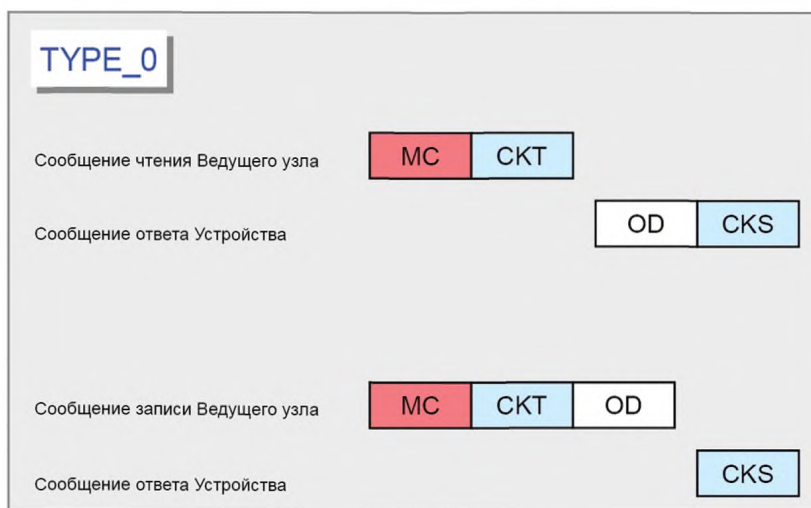 TYPE_0
Сообщение чтения Ведущего узла MC CKT
Сообщение ответа Устройства OD CKS
Сообщение записи Ведущего узла MC CKT OD
Сообщение ответа Устройства CKS